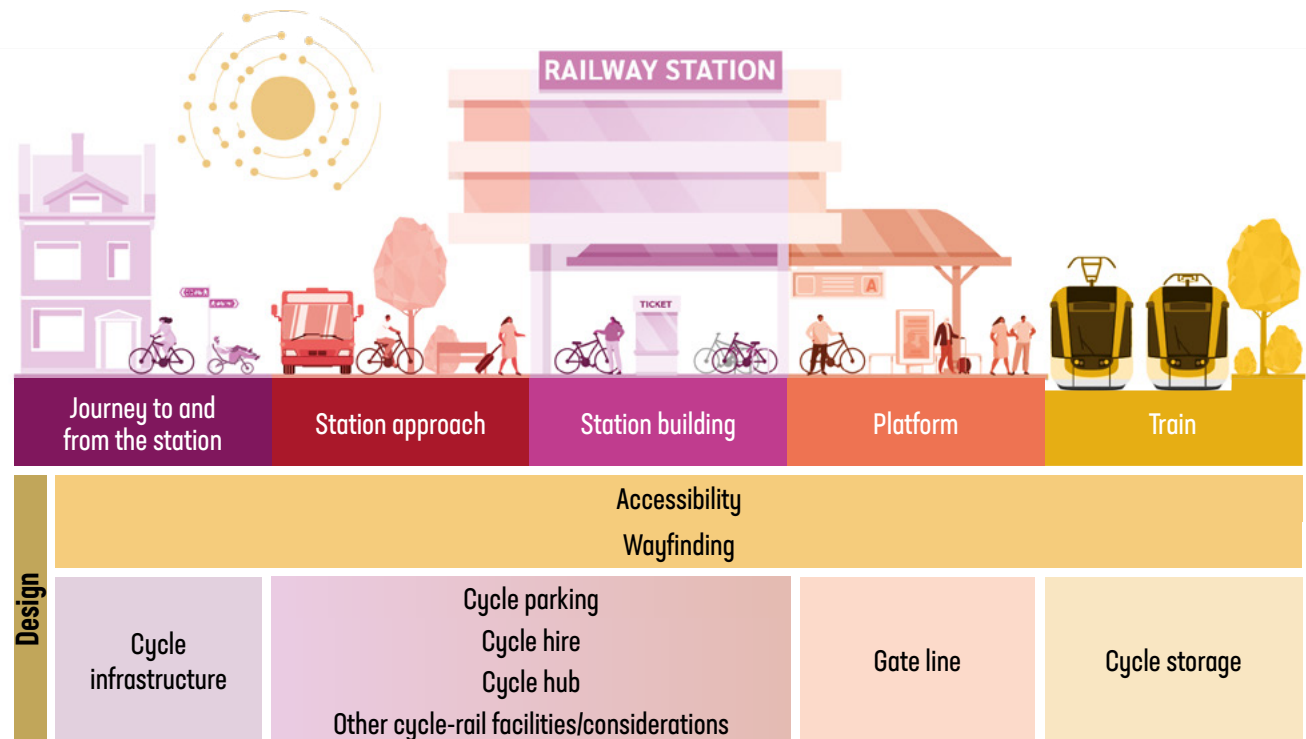 RAILWAY STATION
TICKET
A
Journey to and
from the station
Station approach
Station building
Platform
Train
Design
Accessibility
Wayfinding
Cycle
infrastructure
Cycle parking
Cycle hire
Cycle hub
Other cycle-rail facilities/considerations
Gate line
Cycle storage